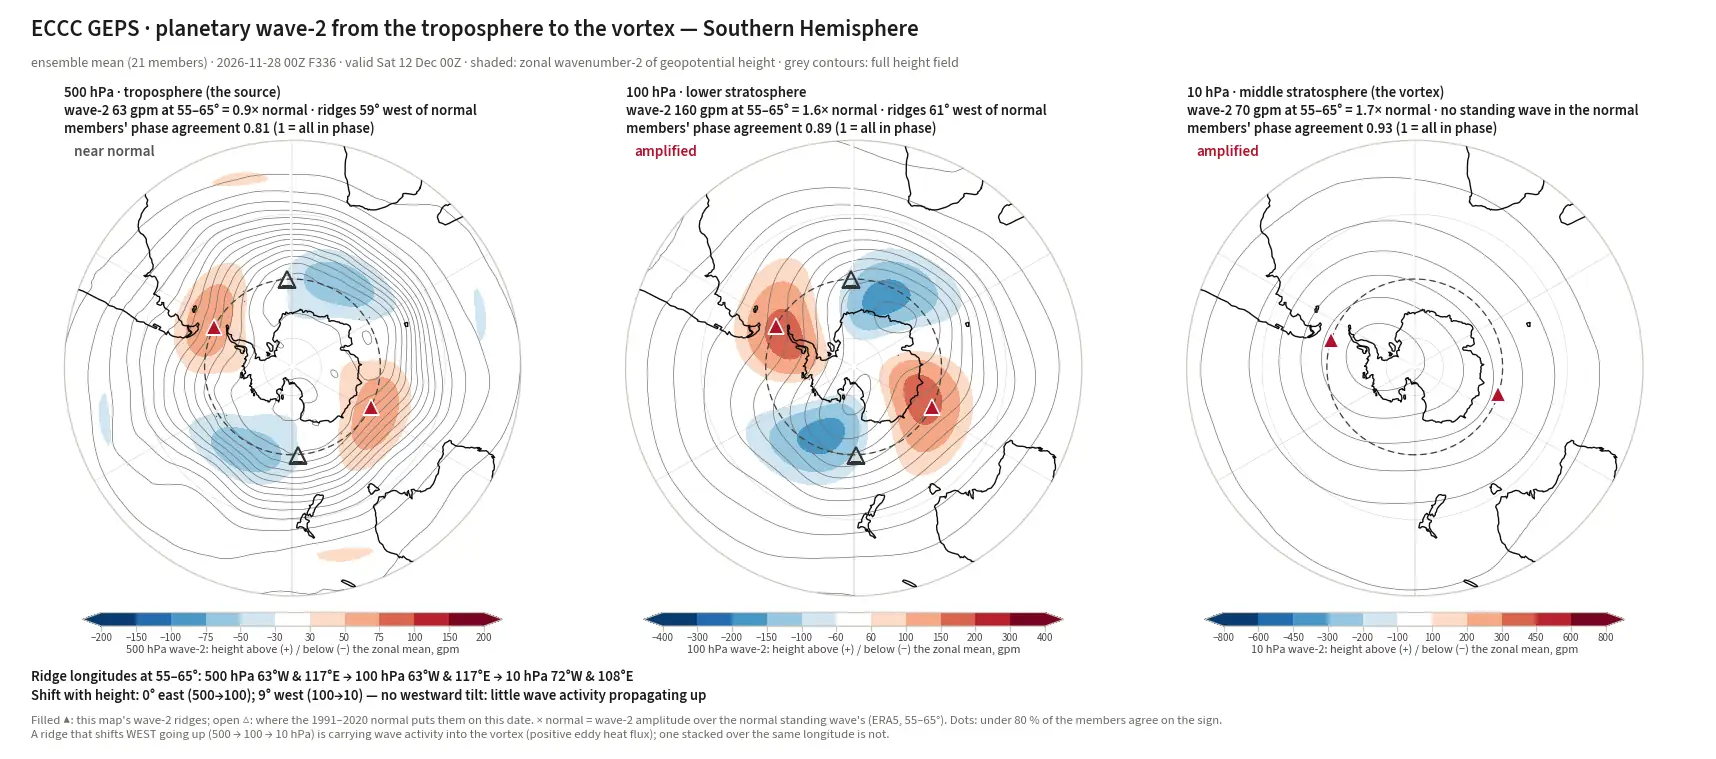 ECCC GEPS · planetary wave-2 from the troposphere to the vortex — Southern Hemisphere
ensemble mean (21 members) · 2026-11-28 00Z F336 · valid Sat 12 Dec 00Z · shaded: zonal wavenumber-2 of geopotential height · grey contours: full height field
500 hPa · troposphere (the source)
wave-2 63 gpm at 55–65° = 0.9× normal · ridges 59° west of normal
members' phase agreement 0.81 (1 = all in phase)
near normal
100 hPa · lower stratosphere
wave-2 160 gpm at 55–65° = 1.6× normal · ridges 61° west of normal
members' phase agreement 0.89 (1 = all in phase)
amplified
10 hPa · middle stratosphere (the vortex)
wave-2 70 gpm at 55–65° = 1.7× normal · no standing wave in the normal
members' phase agreement 0.93 (1 = all in phase)
amplified
−200 −150 −100 −75 −50 −30 30 50 75 100 150 200
500 hPa wave-2: height above (+) / below (−) the zonal mean, gpm
−400 −300 −200 −150 −100 −60 60 100 150 200 300 400
100 hPa wave-2: height above (+) / below (−) the zonal mean, gpm
−800 −600 −450 −300 −200 −100 100 200 300 450 600 800
10 hPa wave-2: height above (+) / below (−) the zonal mean, gpm
Ridge longitudes at 55–65°: 500 hPa 63°W & 117°E → 100 hPa 63°W & 117°E → 10 hPa 72°W & 108°E
Shift with height: 0° east (500→100); 9° west (100→10) — no westward tilt: little wave activity propagating up
Filled ▲: this map's wave-2 ridges; open △: where the 1991–2020 normal puts them on this date. × normal = wave-2 amplitude over the normal standing wave's (ERA5, 55–65°). Dots: under 80 % of the members agree on the sign.
A ridge that shifts WEST going up (500 → 100 → 10 hPa) is carrying wave activity into the vortex (positive eddy heat flux); one stacked over the same longitude is not.